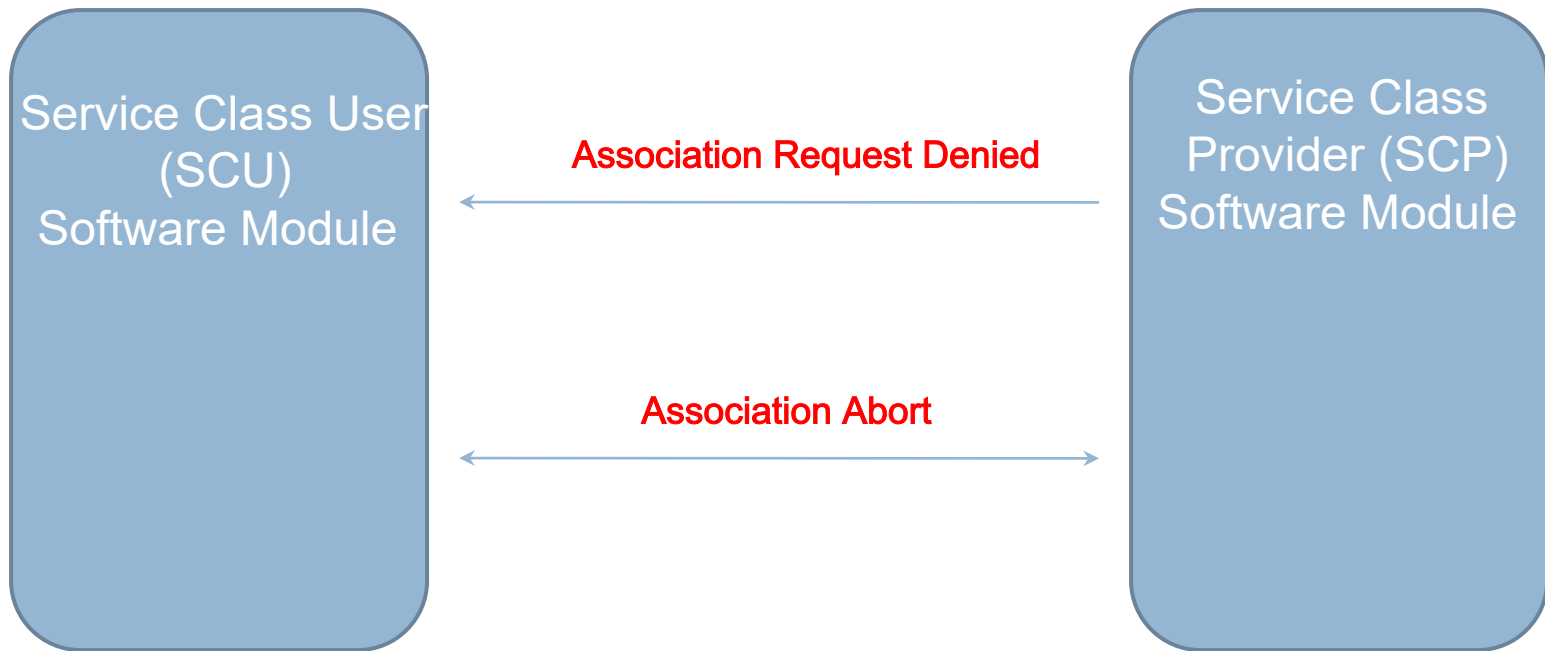 Service Class User
(SCU)
Software Module
Association Request Denied
Association Abort
Service Class
Provider (SCP)
Software Module